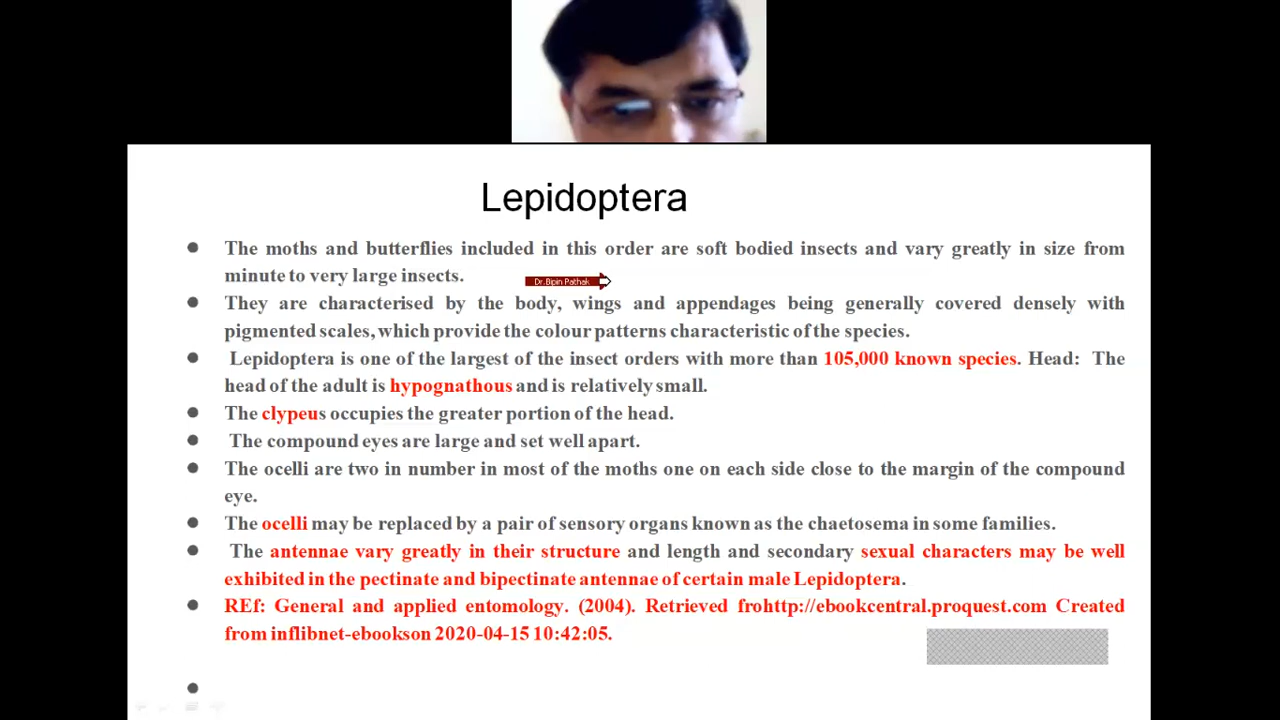 Lepidoptera
The moths and butterflies included in this order are soft bodied insects and vary greatly in size from
minute to very large insects.
Dr.Bipin Pathak
They are characterised by the body, wings and appendages being generally covered densely with
pigmented scales, which provide the colour patterns characteristic of the species.
Lepidoptera is one of the largest of the insect orders with more than 105,000 known species. Head: The
head of the adult is hypognathous and is relatively small.
The clypeus occupies the greater portion of the head.
The compound eyes are large and set well apart.
The ocelli are two in number in most of the moths one on each side close to the margin of the compound
eye.
The ocelli may be replaced by a pair of sensory organs known as the chaetosema in some families.
The antennae vary greatly in their structure and length and secondary sexual characters may be well
exhibited in the pectinate and bipectinate antennae of certain male Lepidoptera.
REf: General and applied entomology. (2004). Retrieved frohttp://ebookcentral.proquest.com Created
from inflibnet-ebookson 2020-04-15 10:42:05.